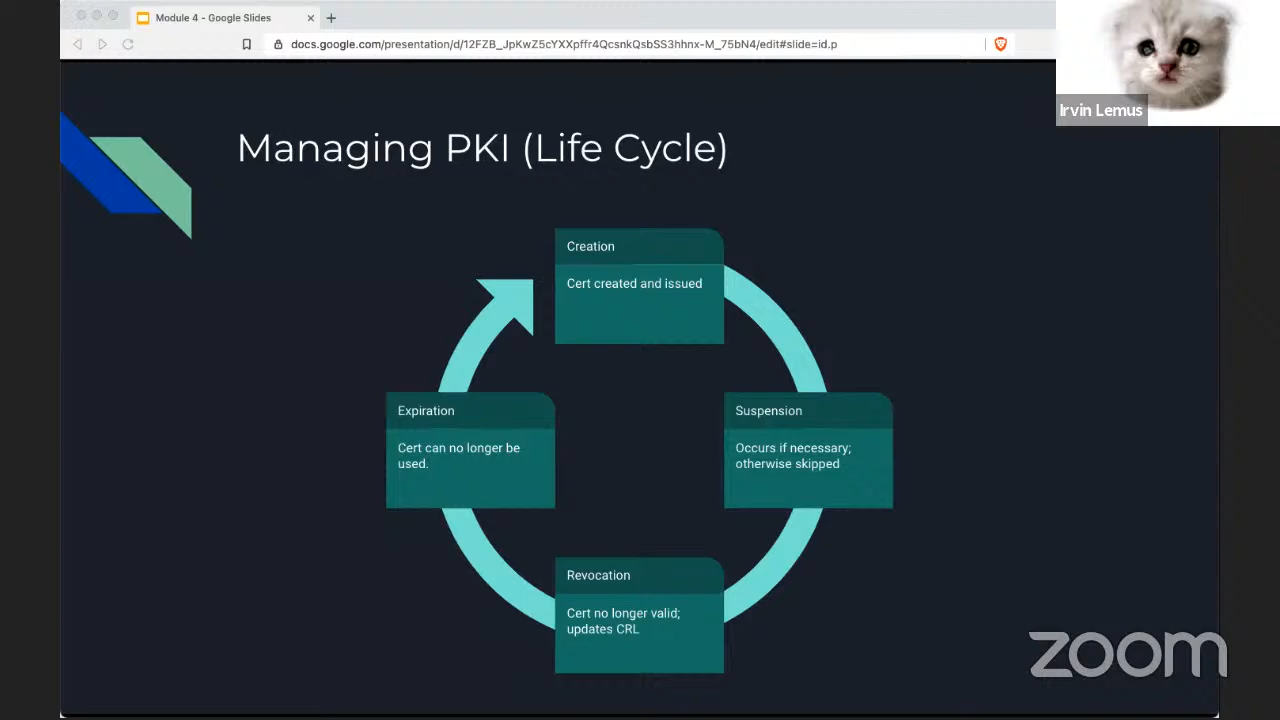 Module 4 - Google Slides
docs.google.com/presentation/d/12FZB_JpKwZ5cYXXpffr4QcsnkQsbSS3hhnx-M_75bN4/edit#slide=id.p
Irvin Lemus
Managing PKI (Life Cycle)
Creation
Cert created and issued
Expiration
Cert can no longer be
used.
Suspension
Occurs if necessary;
otherwise skipped
Revocation
Cert no longer valid;
updates CRL
zoom